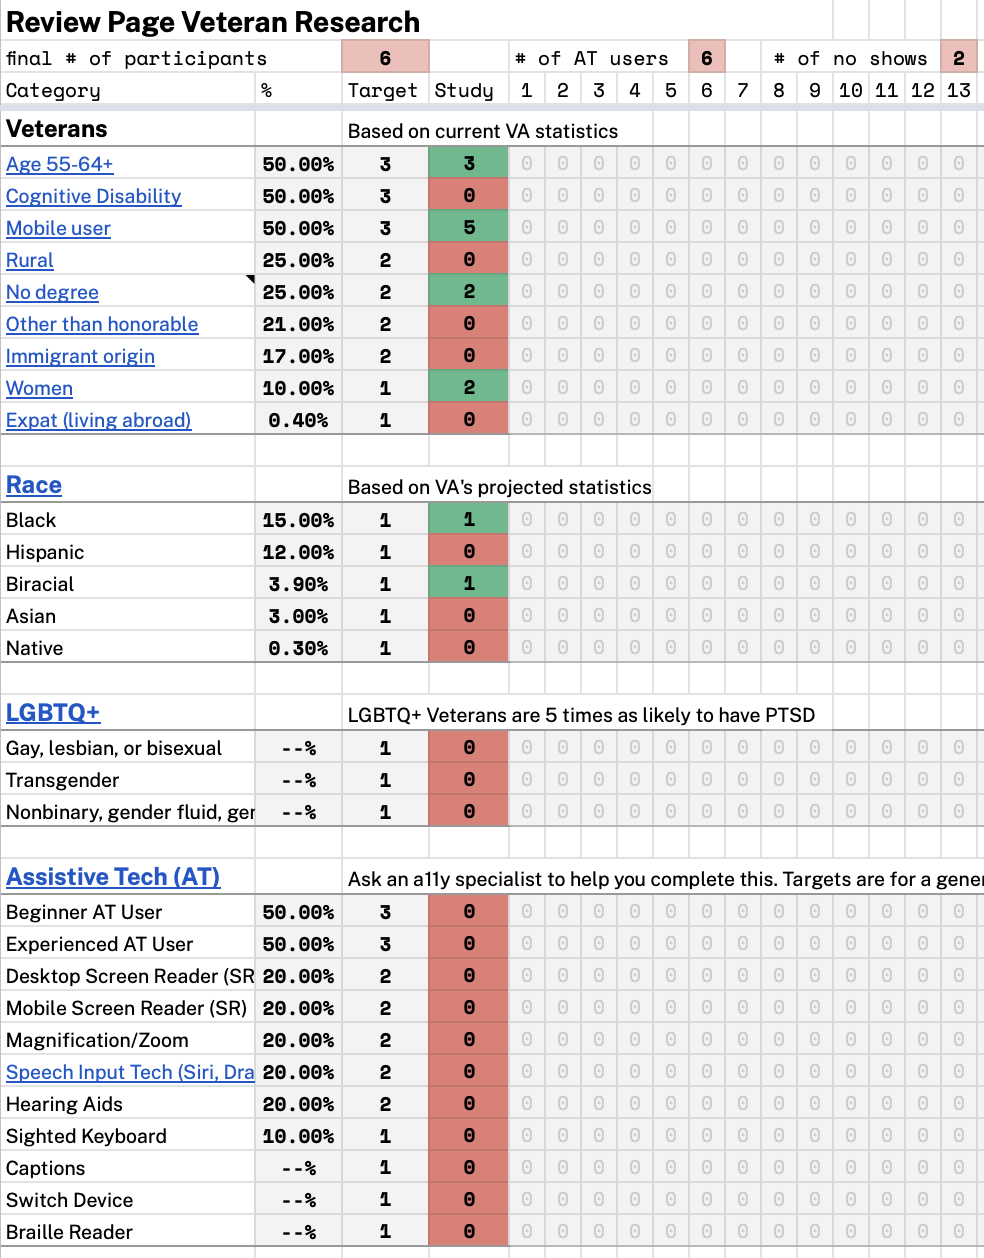 Review Page Veteran Research
final # of participants 6 # of AT users 6 # of no shows 2
Category % Target Study 1 2 3 4 5 6 7 8 9 10 11 12 13
Veterans Based on current VA statistics
Age 55-64+ 50.00% 3 3 0 0 0 0 0 0 0 0 0 0 0 0 0
Cognitive Disability 50.00% 3 0 0 0 0 0 0 0 0 0 0 0 0 0 0
Mobile user 50.00% 3 5 0 0 0 0 0 0 0 0 0 0 0 0 0
Rural 25.00% 2 0 0 0 0 0 0 0 0 0 0 0 0 0 0
No degree 25.00% 2 2 0 0 0 0 0 0 0 0 0 0 0 0 0
Other than honorable 21.00% 2 0 0 0 0 0 0 0 0 0 0 0 0 0 0
Immigrant origin 17.00% 2 0 0 0 0 0 0 0 0 0 0 0 0 0 0
Women 10.00% 1 2 0 0 0 0 0 0 0 0 0 0 0 0 0
Expat (living abroad) 0.40% 1 0 0 0 0 0 0 0 0 0 0 0 0 0 0
Race Based on VA's projected statistics
Black 15.00% 1 1 0 0 0 0 0 0 0 0 0 0 0 0 0
Hispanic 12.00% 1 0 0 0 0 0 0 0 0 0 0 0 0 0 0
Biracial 3.90% 1 1 0 0 0 0 0 0 0 0 0 0 0 0 0
Asian 3.00% 1 0 0 0 0 0 0 0 0 0 0 0 0 0 0
Native 0.30% 1 0 0 0 0 0 0 0 0 0 0 0 0 0 0
LGBTQ+ LGBTQ+ Veterans are 5 times as likely to have PTSD
Gay, lesbian, or bisexual --% 1 0 0 0 0 0 0 0 0 0 0 0 0 0 0
Transgender --% 1 0 0 0 0 0 0 0 0 0 0 0 0 0 0
Nonbinary, gender fluid, ger --% 1 0 0 0 0 0 0 0 0 0 0 0 0 0 0
Assistive Tech (AT) Ask an a11y specialist to help you complete this. Targets are for a gener
Beginner AT User 50.00% 3 0 0 0 0 0 0 0 0 0 0 0 0 0 0
Experienced AT User 50.00% 3 0 0 0 0 0 0 0 0 0 0 0 0 0 0
Desktop Screen Reader (SR 20.00% 2 0 0 0 0 0 0 0 0 0 0 0 0 0 0
Mobile Screen Reader (SR) 20.00% 2 0 0 0 0 0 0 0 0 0 0 0 0 0 0
Magnification/Zoom 20.00% 2 0 0 0 0 0 0 0 0 0 0 0 0 0 0
Speech Input Tech (Siri, Dra 20.00% 2 0 0 0 0 0 0 0 0 0 0 0 0 0 0
Hearing Aids 20.00% 2 0 0 0 0 0 0 0 0 0 0 0 0 0 0
Sighted Keyboard 10.00% 1 0 0 0 0 0 0 0 0 0 0 0 0 0 0
Captions --% 1 0 0 0 0 0 0 0 0 0 0 0 0 0 0
Switch Device --% 1 0 0 0 0 0 0 0 0 0 0 0 0 0 0
Braille Reader --% 1 0 0 0 0 0 0 0 0 0 0 0 0 0 0